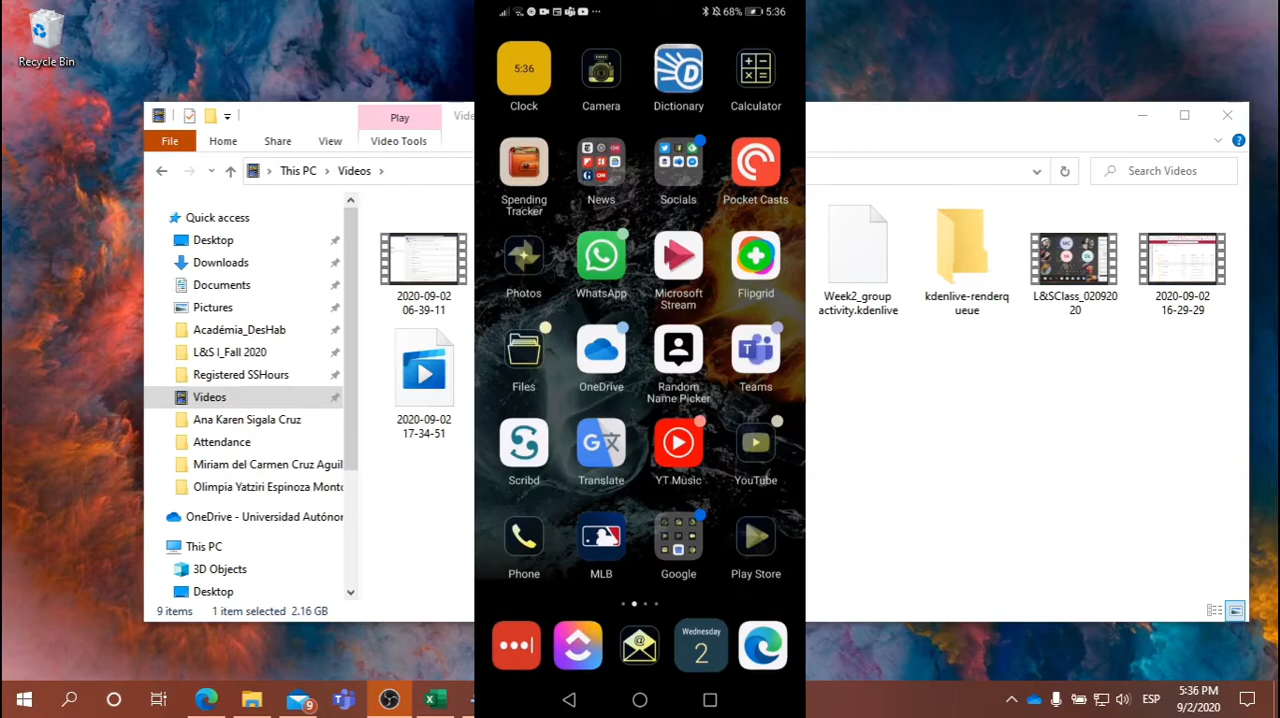 Recycle Bin
Play
Vide
File
Home
Share
View
Video Tools
This PC
Videos
Search Videos
Quick access
Desktop
Downloads
Documents
Pictures
Académia_DesHab
L&S I_Fall 2020
Registered SSHours
Videos
Ana Karen Sigala Cruz
Attendance
Miriam del Carmen Cruz Aguil
Olimpia Yatziri Espinoza Monto
OneDrive - Universidad Autónor
This PC
3D Objects
Desktop
9 items
1 item selected 2.16 GB
2020-09-02
06-39-11
2020-09-02
17-34-51
68%
5:36
5:36
Clock
Camera
Dictionary
Calculator
Spending
Tracker
News
Socials
Pocket Casts
Photos
WhatsApp
Microsoft
Stream
Flipgrid
Files
OneDrive
Random
Name Picker
Teams
Scribd
Translate
YT Music
YouTube
Phone
MLB
Google
Play Store
Wednesday
2
Week2_group
activity.kdenlive
kdenlive-renderq
ueue
L&SClass_020920
20
2020-09-02
16-29-29
9
ESP
5:36 PM
9/2/2020